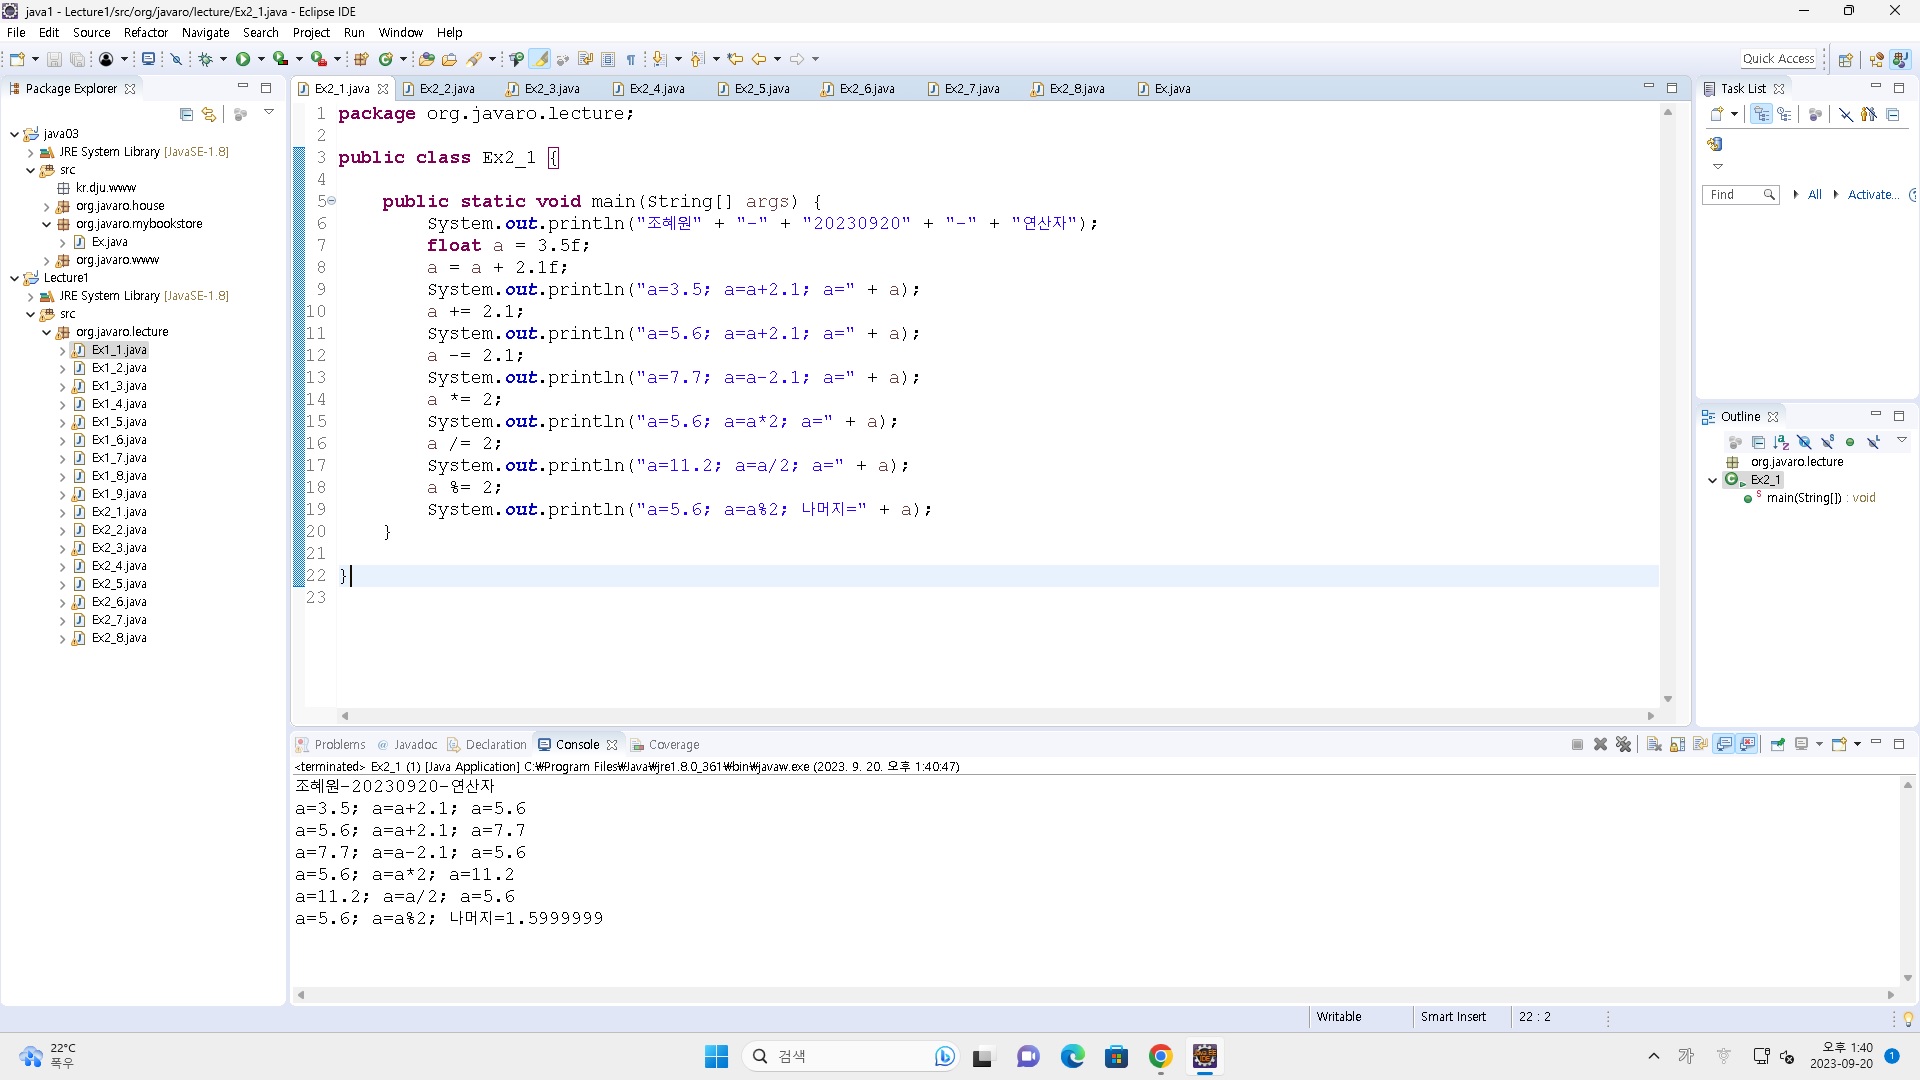 java1 - Lecture1/src/org/javaro/lecture/Ex2_1.java - Eclipse IDE
File Edit Source Refactor Navigate Search Project Run Window Help
Quick Access
Package Explorer
java03
JRE System Library [JavaSE-1.8]
src
kr.dju.www
org.javaro.house
org.javaro.mybookstore
Ex.java
org.javaro.www
Lecture1
JRE System Library [JavaSE-1.8]
src
org.javaro.lecture
Ex1_1.java
Ex1_2.java
Ex1_3.java
Ex1_4.java
Ex1_5.java
Ex1_6.java
Ex1_7.java
Ex1_8.java
Ex1_9.java
Ex2_1.java
Ex2_2.java
Ex2_3.java
Ex2_4.java
Ex2_5.java
Ex2_6.java
Ex2_7.java
Ex2_8.java
Ex2_1.java Ex2_2.java Ex2_3.java Ex2_4.java Ex2_5.java Ex2_6.java Ex2_7.java Ex2_8.java Ex.java
1 package org.javaro.lecture;
2
3 public class Ex2_1 {
4
5     public static void main(String[] args) {
6         System.out.println("조혜원" + "-" + "20230920" + "-" + "연산자");
7         float a = 3.5f;
8         a = a + 2.1f;
9         System.out.println("a=3.5; a=a+2.1; a=" + a);
10         a += 2.1;
11         System.out.println("a=5.6; a=a+2.1; a=" + a);
12         a -= 2.1;
13         System.out.println("a=7.7; a=a-2.1; a=" + a);
14         a *= 2;
15         System.out.println("a=5.6; a=a*2; a=" + a);
16         a /= 2;
17         System.out.println("a=11.2; a=a/2; a=" + a);
18         a %= 2;
19         System.out.println("a=5.6; a=a%2; 나머지=" + a);
20     }
21
22 }
23
Task List
Find All Activate...
Outline
org.javaro.lecture
Ex2_1
main(String[]) : void
Problems Javadoc Declaration Console Coverage
<terminated> Ex2_1 (1) [Java Application] C:₩Program Files₩Java₩jre1.8.0_361₩bin₩javaw.exe (2023. 9. 20. 오후 1:40:47)
조혜원-20230920-연산자
a=3.5; a=a+2.1; a=5.6
a=5.6; a=a+2.1; a=7.7
a=7.7; a=a-2.1; a=5.6
a=5.6; a=a*2; a=11.2
a=11.2; a=a/2; a=5.6
a=5.6; a=a%2; 나머지=1.5999999
Writable Smart Insert 22 : 2
22°C
폭우
검색
가
오후 1:40
2023-09-20
1